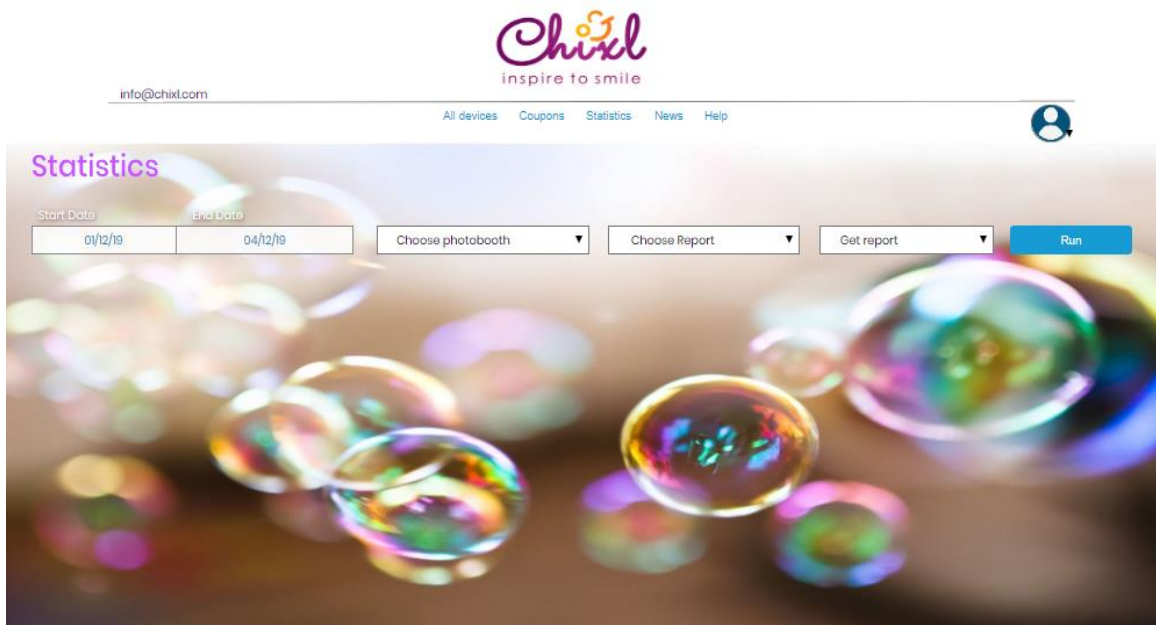 Chixl
inspire to smile
info@chixl.com
All devices Coupons Statistics News Help
Statistics
Start Date End Date
01/12/19 04/12/19 Choose photobooth Choose Report Get report Run